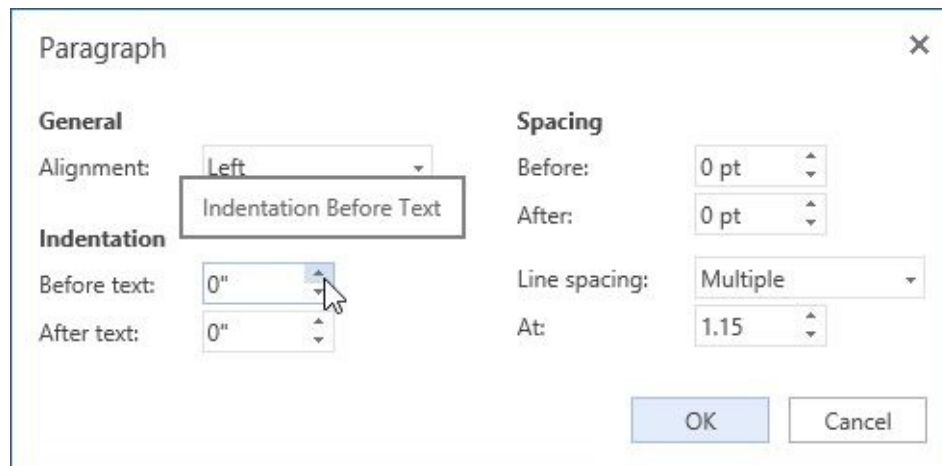 Paragraph
General
Alignment: Left
Indentation Before Text
Indentation
Before text: 0"
After text: 0"
Spacing
Before: 0 pt
After: 0 pt
Line spacing: Multiple
At: 1.15
OK Cancel